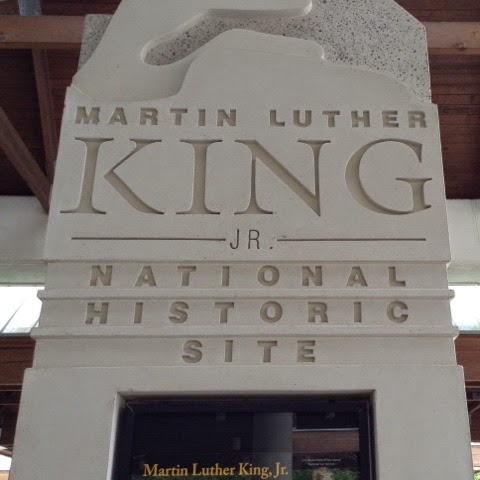 MARTIN LUTHER
KING
JR.
NATIONAL
HISTORIC
SITE
Martin Luther King, Jr.